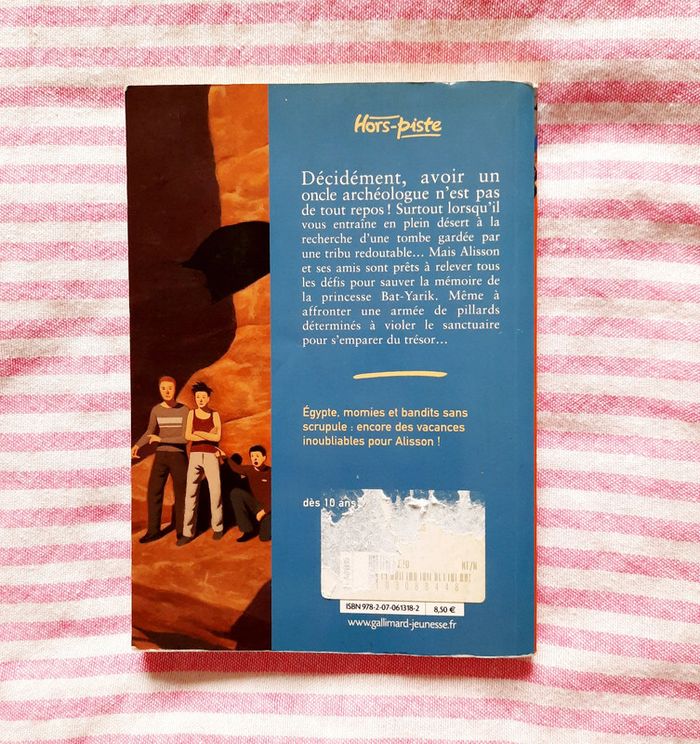 Hors-piste
Décidément, avoir un
oncle archéologue n'est pas
de tout repos ! Surtout lorsqu'il
vous entraîne en plein désert à la
recherche d'une tombe gardée par
une tribu redoutable... Mais Alisson
et ses amis sont prêts à relever tous
les défis pour sauver la mémoire de
la princesse Bat-Yarik. Même à
affronter une armée de pillards
déterminés à violer le sanctuaire
pour s'emparer du trésor...
Égypte, momies et bandits sans
scrupule : encore des vacances
inoubliables pour Alisson !
dès 10 ans
ISBN 978-2-07-061318-2 8,50 €
www.gallimard-jeunesse.fr